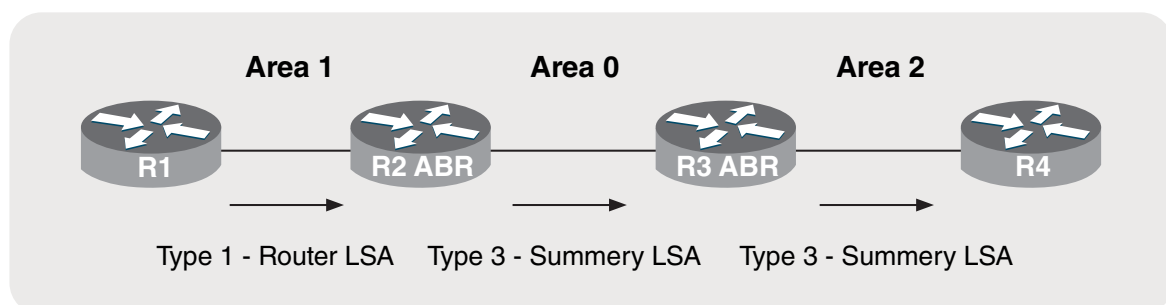 Area 1
Area 0
Area 2
R1
R2 ABR
R3 ABR
R4
Type 1 - Router LSA
Type 3 - Summery LSA
Type 3 - Summery LSA